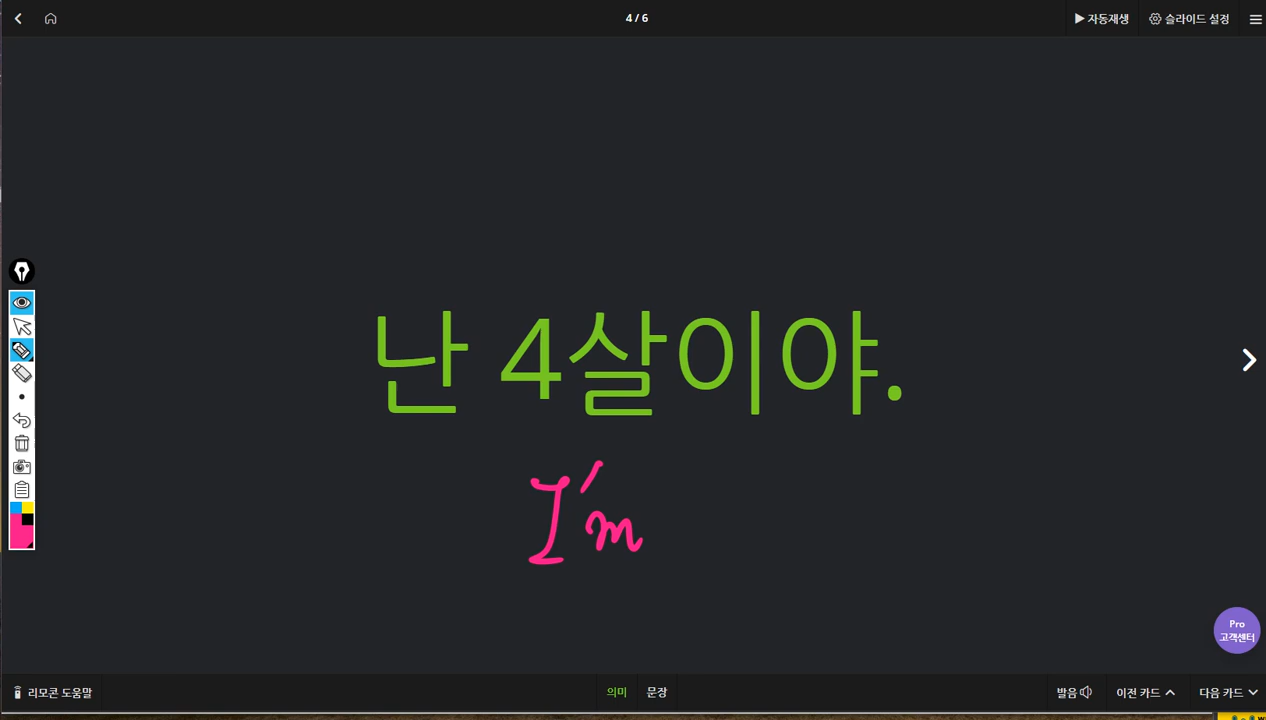 4 / 6
자동재생
슬라이드 설정
난 4살이야.
I'm
Pro
고객센터
리모콘 도움말
의미
문장
발음
이전 카드
다음 카드